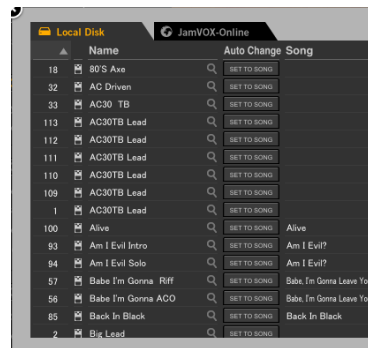 Local Disk JamVOX-Online
Name Auto Change Song
18 80'S Axe SET TO SONG
32 AC Driven SET TO SONG
33 AC30 TB SET TO SONG
113 AC30TB Lead SET TO SONG
112 AC30TB Lead SET TO SONG
111 AC30TB Lead SET TO SONG
110 AC30TB Lead SET TO SONG
109 AC30TB Lead SET TO SONG
1 AC30TB Lead SET TO SONG
100 Alive SET TO SONG Alive
93 Am I Evil Intro SET TO SONG Am I Evil?
94 Am I Evil Solo SET TO SONG Am I Evil?
57 Babe I'm Gonna Riff SET TO SONG Babe, I'm Gonna Leave Yo
56 Babe I'm Gonna ACO SET TO SONG Babe, I'm Gonna Leave Yo
85 Back In Black SET TO SONG Back In Black
2 Big Lead SET TO SONG